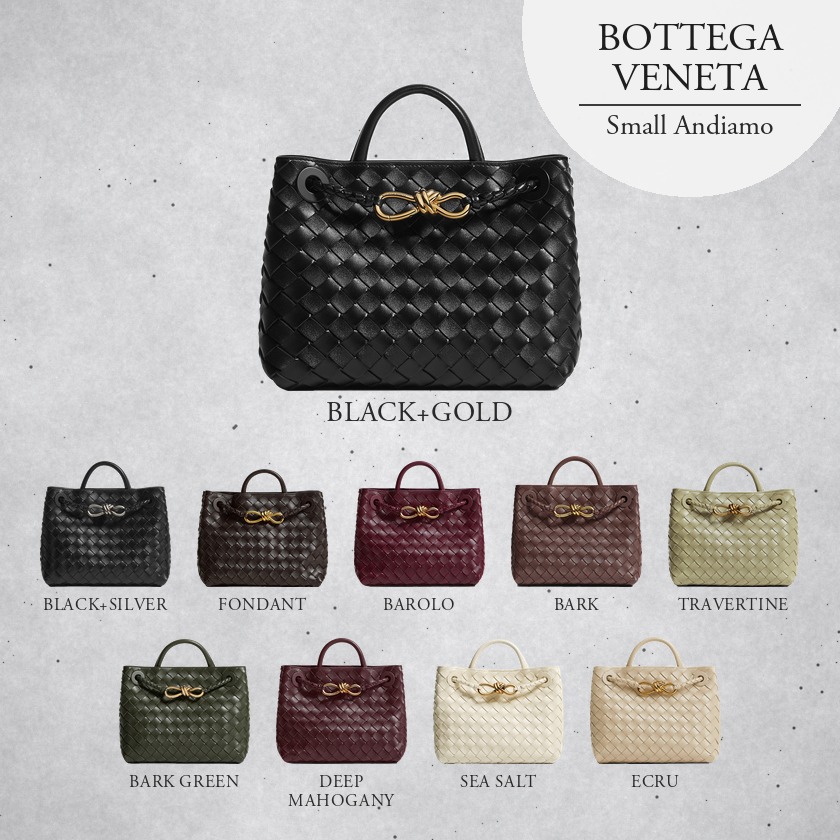 BOTTEGA
VENETA
Small Andiamo
BLACK+GOLD
BLACK+SILVER
FONDANT
BAROLO
BARK
TRAVERTINE
BARK GREEN
DEEP
MAHOGANY
SEA SALT
ECRU